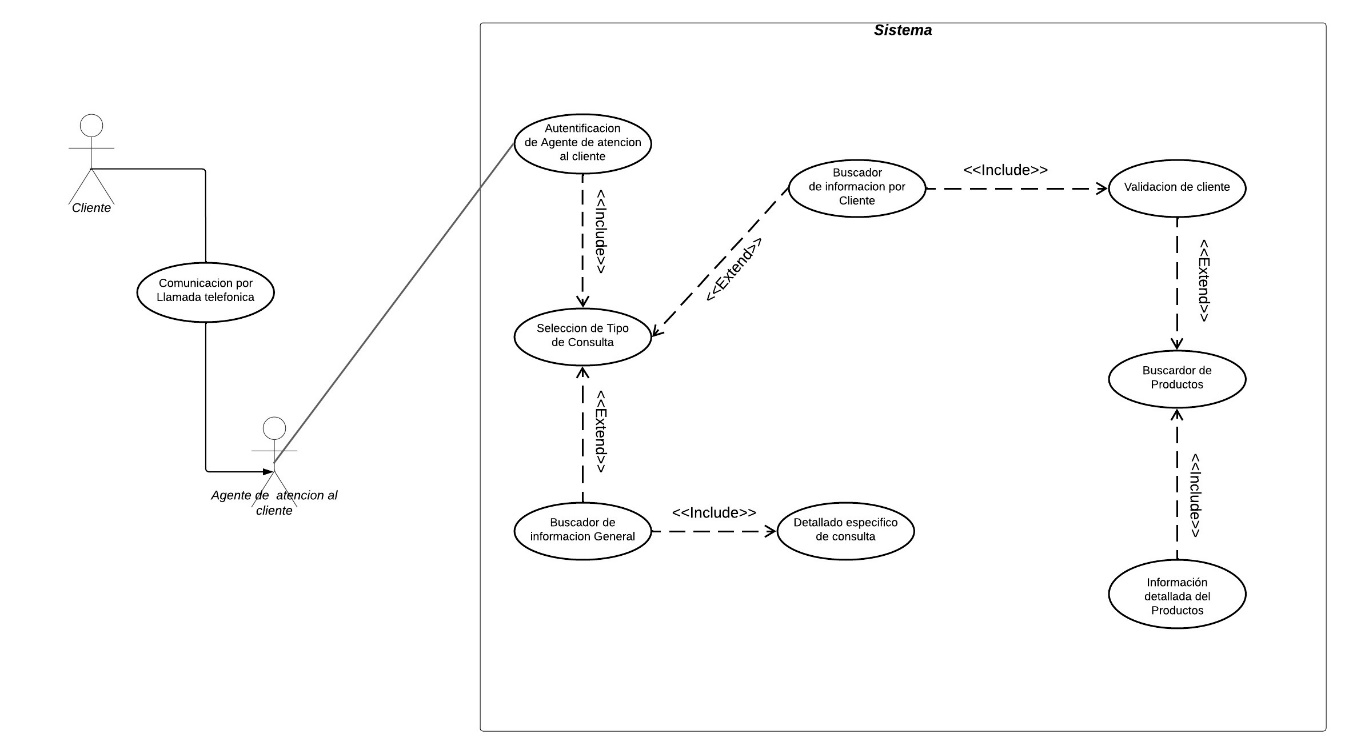 Sistema
Autentificacion
de Agente de atencion
al cliente
Buscador
de informacion por
Cliente
<<Include>>
Validacion de cliente
Cliente
<<Include>>
<<Extend>>
<<Extend>>
Comunicacion por
Llamada telefonica
Seleccion de Tipo
de Consulta
Buscardor de
Productos
<<Extend>>
<<Include>>
Agente de atencion al
cliente
Buscador de
informacion General
<<Include>>
Detallado especifico
de consulta
Información
detallada del
Productos